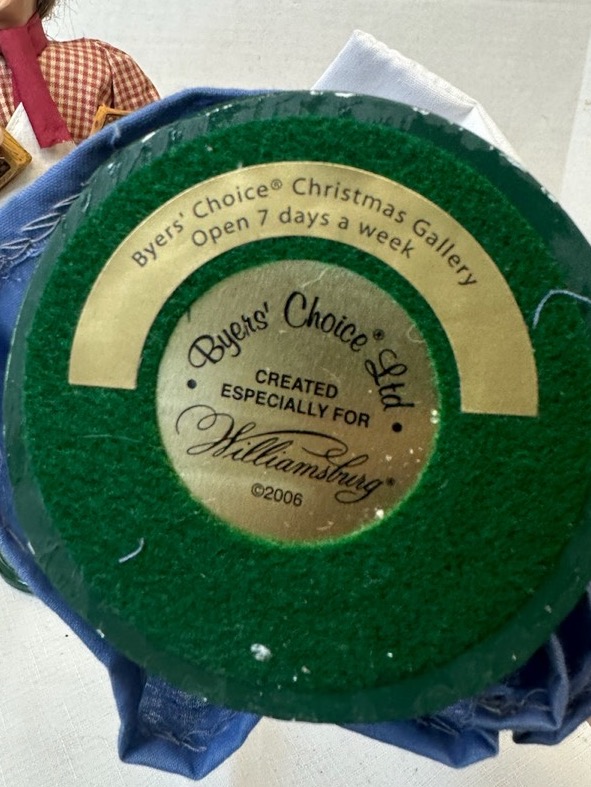 Byers' Choice® Christmas Gallery
Open 7 days a week
Byers' Choice® Ltd
CREATED
ESPECIALLY FOR
Williamsburg®
©2006